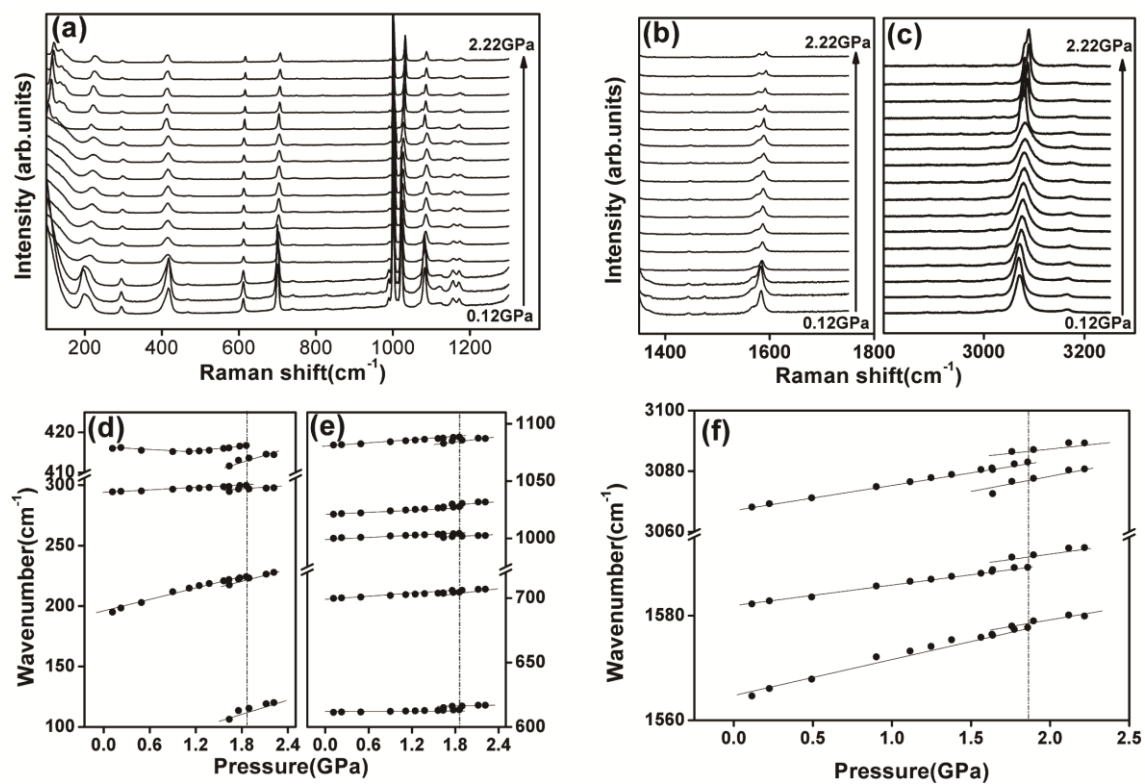 (a)
2.22GPa
0.12GPa
Intensity (arb.units)
200 400 600 800 1000 1200
Raman shift(cm⁻¹)
(b)
2.22GPa
0.12GPa
Intensity (arb.units)
1400 1600 1800
(c)
2.22GPa
0.12GPa
3000 3200
Raman shift(cm⁻¹)
(d)
Wavenumber(cm⁻¹)
420
410
300
250
200
150
100
0.0 0.6 1.2 1.8 2.4
(e)
1100
1050
1000
700
650
600
0.0 0.6 1.2 1.8 2.4
Pressure(GPa)
(f)
Wavenumber(cm⁻¹)
3100
3080
3060
1580
1560
0.0 0.5 1.0 1.5 2.0 2.5
Pressure(GPa)